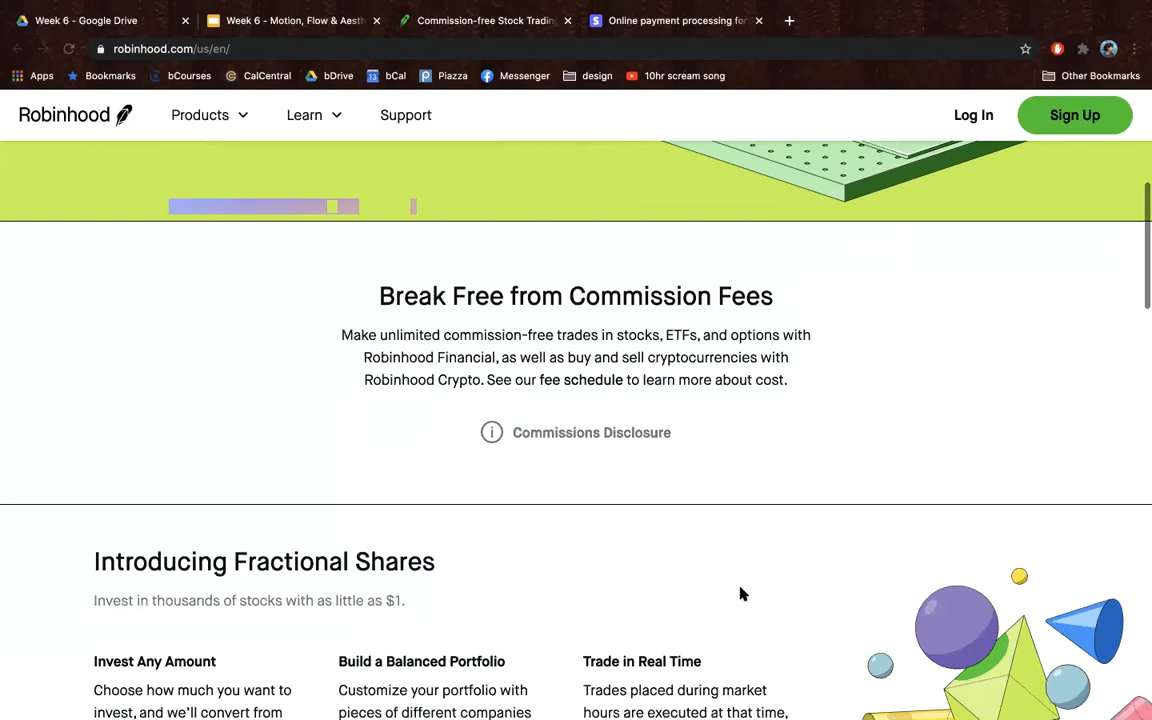 Week 6 - Google Drive
Week 6 - Motion, Flow & Aesth
Commission-free Stock Trading
Online payment processing for
robinhood.com/us/en/
Apps
Bookmarks
bCourses
CalCentral
bDrive
13 bCal
Piazza
Messenger
design
10hr scream song
Other Bookmarks
Robinhood
Products
Learn
Support
Log In
Sign Up
Break Free from Commission Fees
Make unlimited commission-free trades in stocks, ETFs, and options with
Robinhood Financial, as well as buy and sell cryptocurrencies with
Robinhood Crypto. See our fee schedule to learn more about cost.
Commissions Disclosure
Introducing Fractional Shares
Invest in thousands of stocks with as little as $1.
Invest Any Amount
Choose how much you want to
invest, and we’ll convert from
Build a Balanced Portfolio
Customize your portfolio with
pieces of different companies
Trade in Real Time
Trades placed during market
hours are executed at that time,